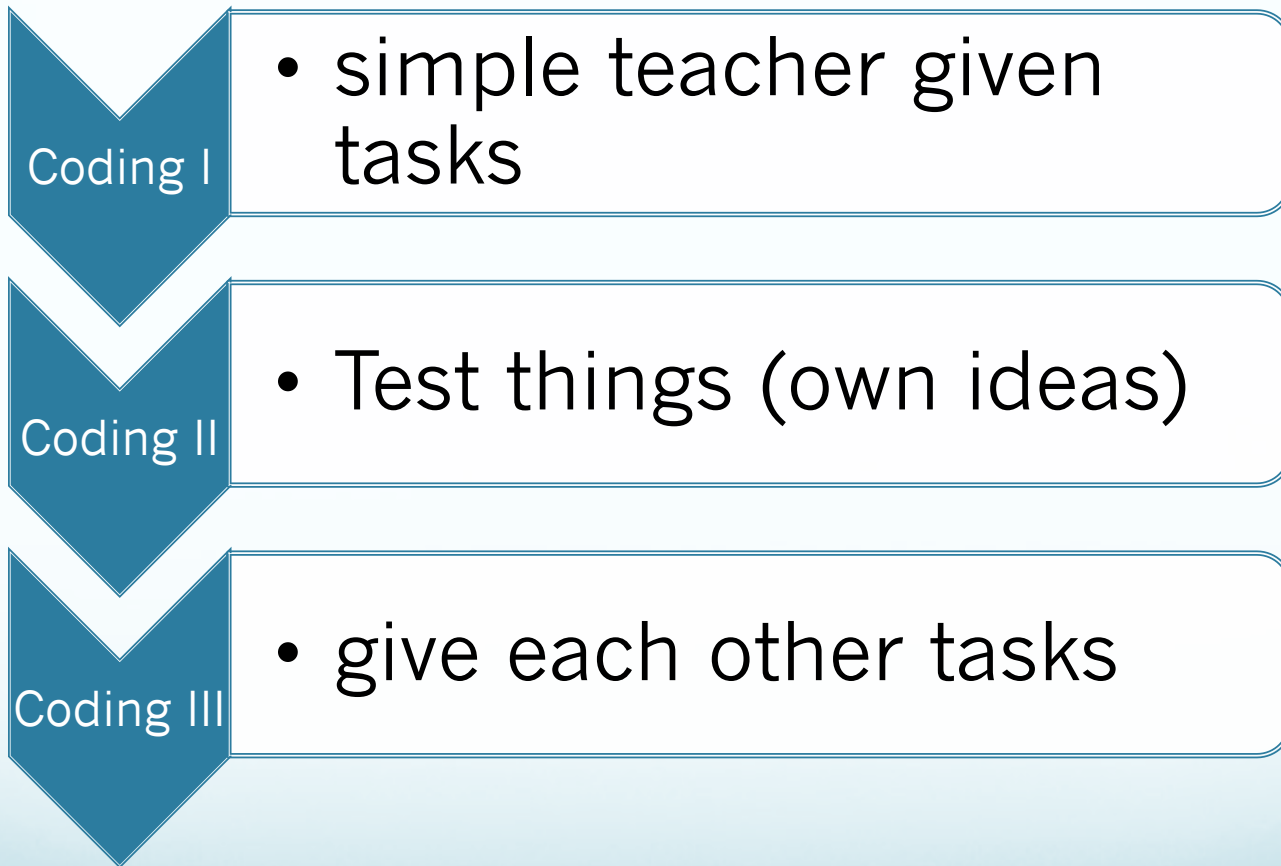 Coding I
• simple teacher given
tasks
Coding II
• Test things (own ideas)
Coding III
• give each other tasks